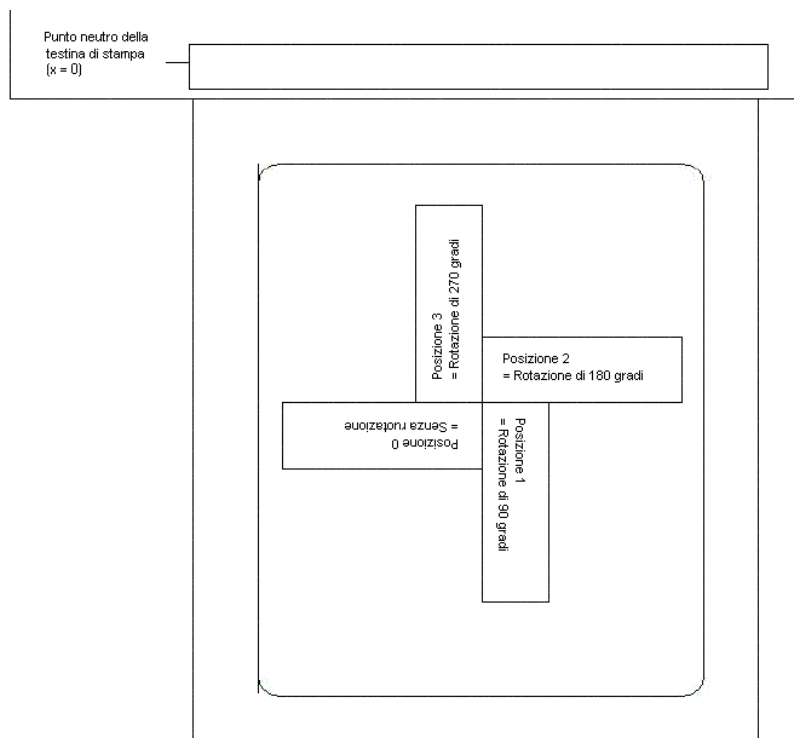 Punto neutro della
testina di stampa
(x = 0)
Posizione 3
= Rotazione di 270 gradi
Posizione 2
= Rotazione di 180 gradi
Posizione 0
= Senza ruotazione
Posizione 1
= Rotazione di 90 gradi